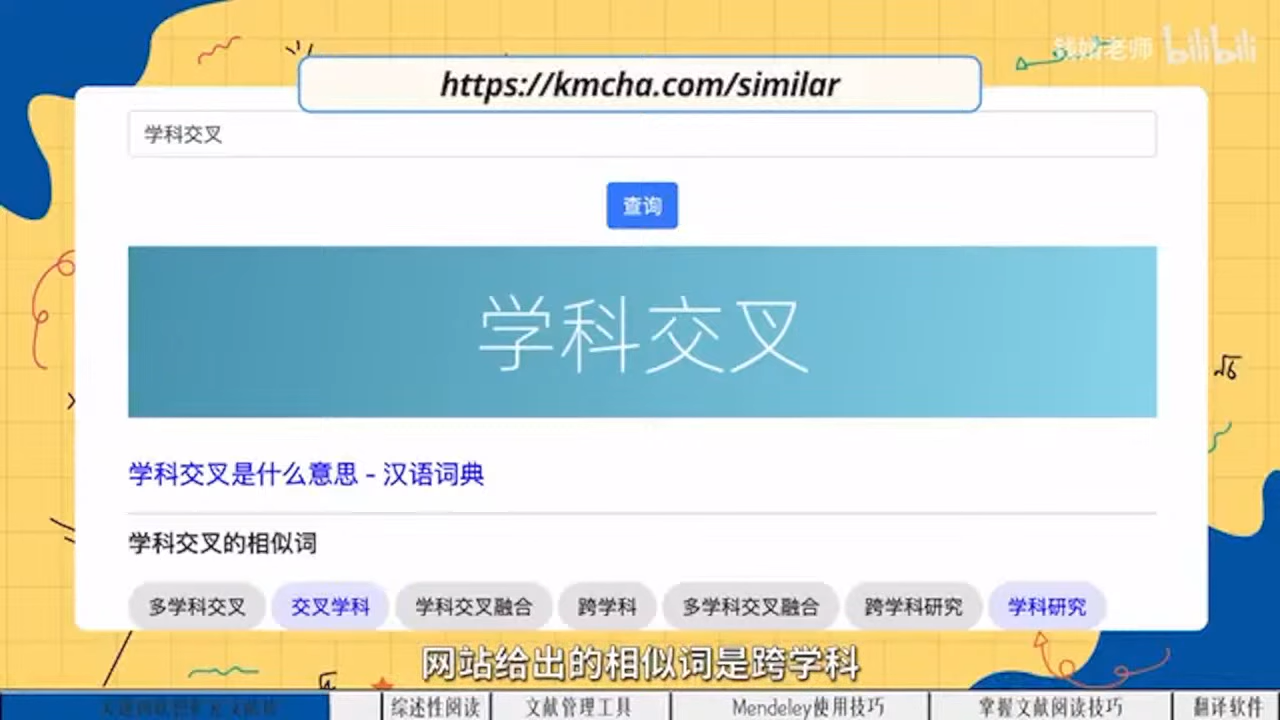 钱婧老师 bilibili
https://kmcha.com/similar
学科交叉
查询
学科交叉
学科交叉是什么意思 - 汉语词典
学科交叉的相似词
多学科交叉 交叉学科 学科交叉融合 跨学科 多学科交叉融合 跨学科研究 学科研究
√6
网站给出的相似词是跨学科
综述性阅读 文献管理工具 Mendeley使用技巧 掌握文献阅读技巧 翻译软件